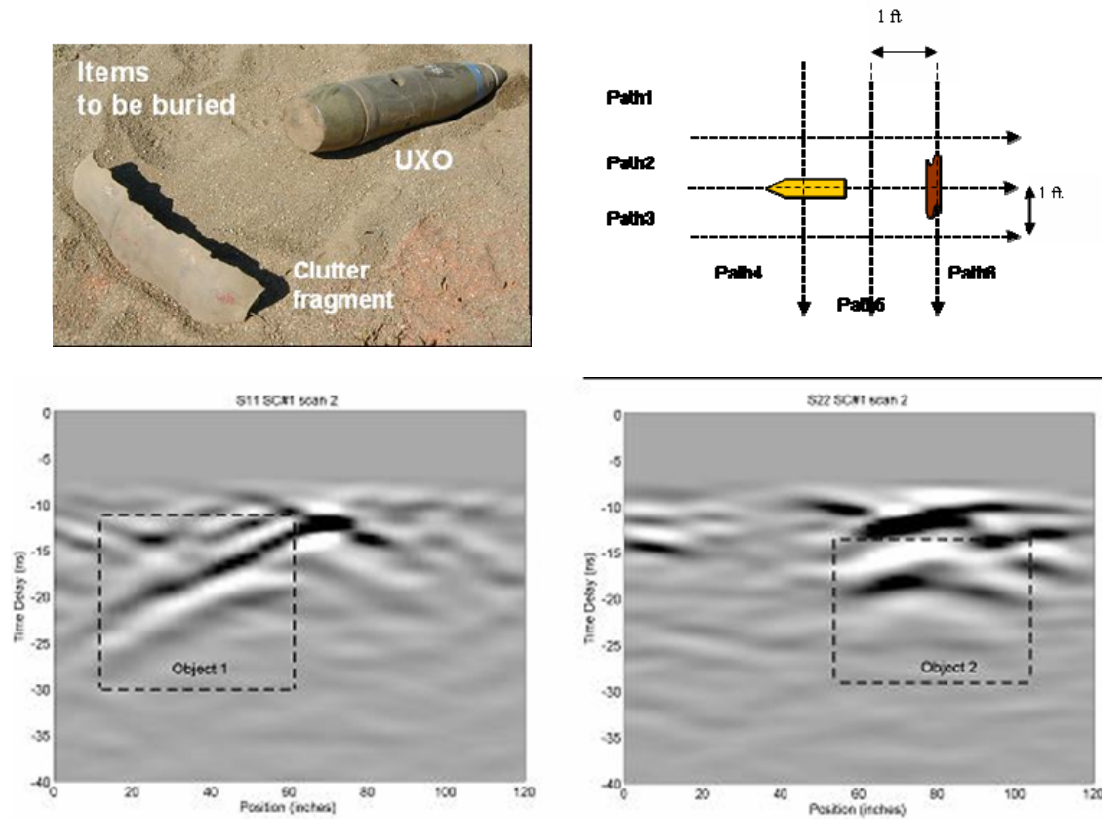 Items
to be buried
UXO
Clutter
fragment
1 ft
Path1
Path2
Path3
1 ft.
Path4
Path5
Path6
S11 SC#1 scan 2
0
-5
-10
-15
-20
-25
-30
-35
-40
Time Delay (ns)
Object 1
0
20
40
60
80
100
120
Position (inches)
S22 SC#1 scan 2
0
-5
-10
-15
-20
-25
-30
-35
-40
Time Delay (ns)
Object 2
0
20
40
60
80
100
120
Position (inches)